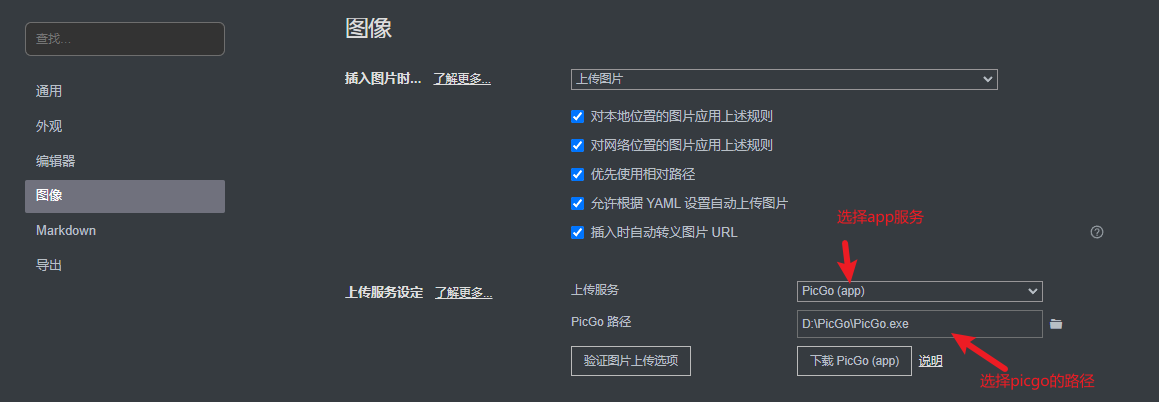 图像
查找...
通用
外观
编辑器
图像
Markdown
导出
插入图片时... 了解更多... 上传图片
对本地位置的图片应用上述规则
对网络位置的图片应用上述规则
优先使用相对路径
允许根据 YAML 设置自动上传图片
选择app服务
插入时自动转义图片 URL
上传服务设定 了解更多... 上传服务 PicGo (app)
PicGo 路径 D:\PicGo\PicGo.exe
验证图片上传选项 下载 PicGo (app) 说明
选择picgo的路径